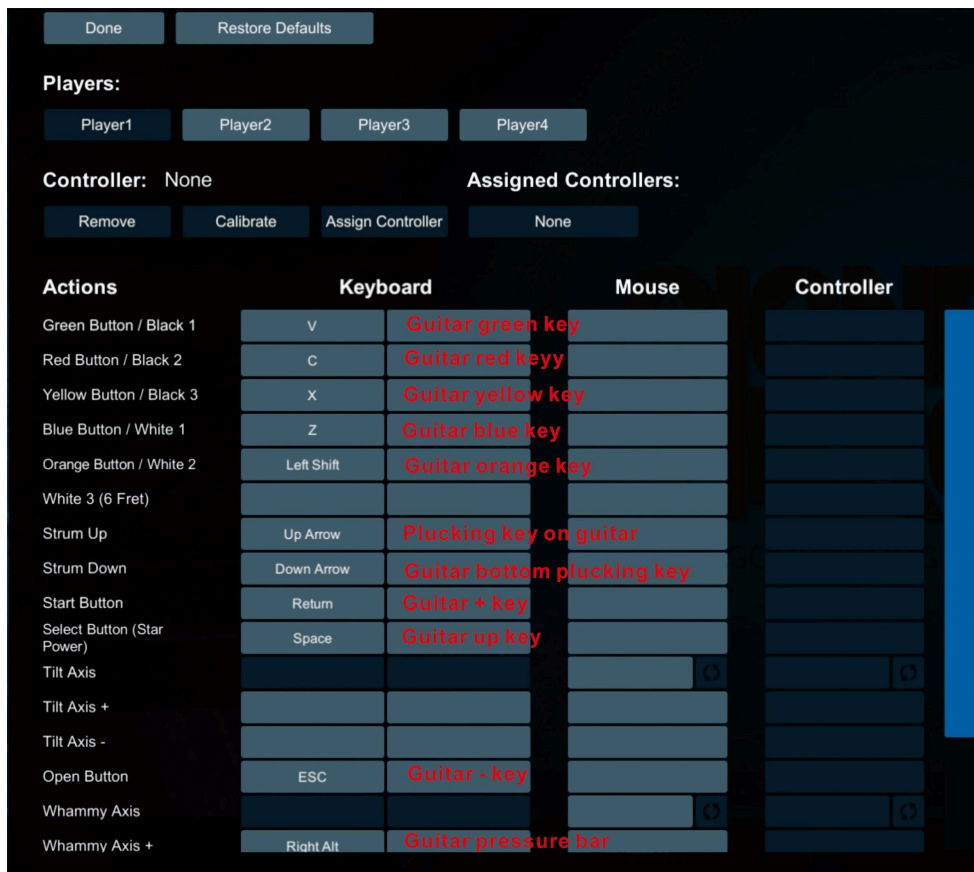 Done Restore Defaults
Players:
Player1 Player2 Player3 Player4
Controller: None Assigned Controllers:
Remove Calibrate Assign Controller None
Actions Keyboard Mouse Controller
Green Button / Black 1 V Guitar green key
Red Button / Black 2 C Guitar red keyy
Yellow Button / Black 3 X Guitar yellow key
Blue Button / White 1 Z Guitar blue key
Orange Button / White 2 Left Shift Guitar orange key
White 3 (6 Fret)
Strum Up Up Arrow Plucking key on guitar
Strum Down Down Arrow Guitar bottom plucking key
Start Button Return Guitar + key
Select Button (Star
Power) Space Guitar up key
Tilt Axis
Tilt Axis +
Tilt Axis -
Open Button ESC Guitar - key
Whammy Axis
Whammy Axis + Right Alt Guitar pressure bar